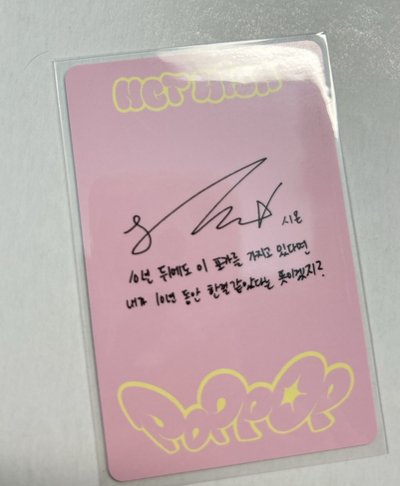 NCT WISH
시온
10년 뒤에도 이 포카를 가지고 있다면
내가 10년 동안 한결같았다는 뜻이겠지?
POPPOP